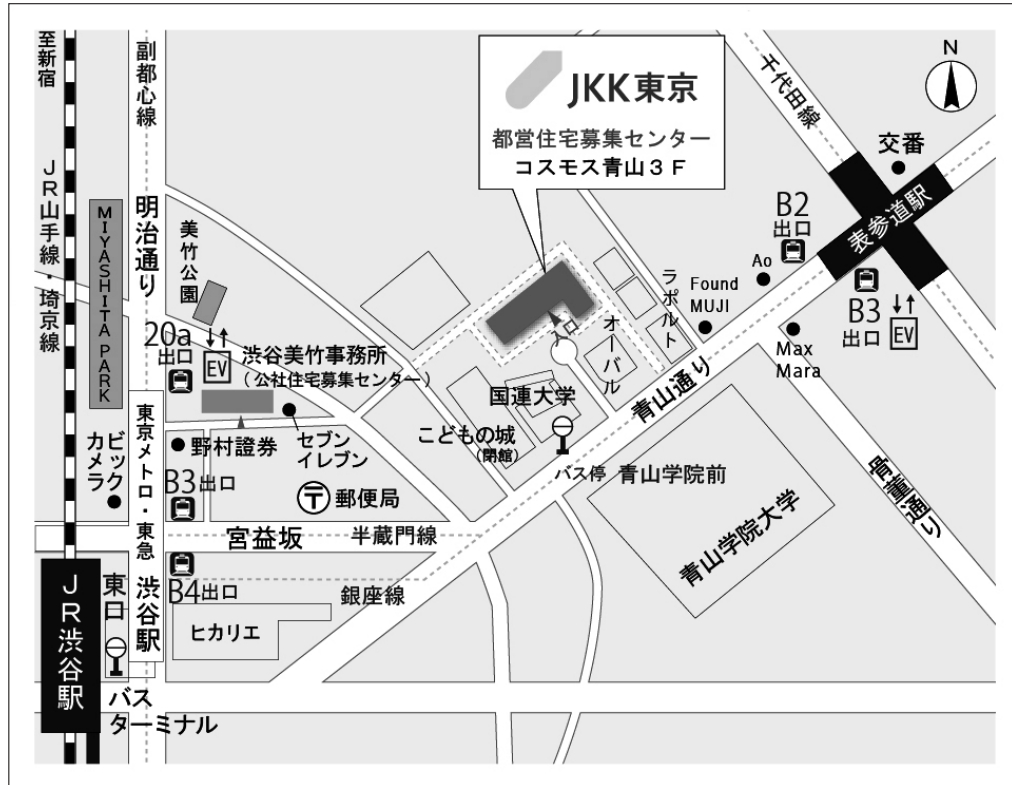 至新宿
副都心線
JR山手線・埼京線
MIYASHITA PARK
明治通り
美竹公園
JKK東京
都営住宅募集センター
コスモス青山3F
千代田線
N
交番
表参道駅
B2
出口
Ao
Found
MUJI
ラポルト
オーバル
B3
出口
EV
Max
Mara
20a
出口
EV
渋谷美竹事務所
(公社住宅募集センター)
国連大学
こどもの城
(閉館)
青山通り
骨董通り
バス停 青山学院前
青山学院大学
セブン
イレブン
野村證券
ビック
カメラ
東京メトロ・東急
渋谷駅
B3出口
郵便局
宮益坂
半蔵門線
B4出口
銀座線
ヒカリエ
JR渋谷駅
東口
バス
ターミナル